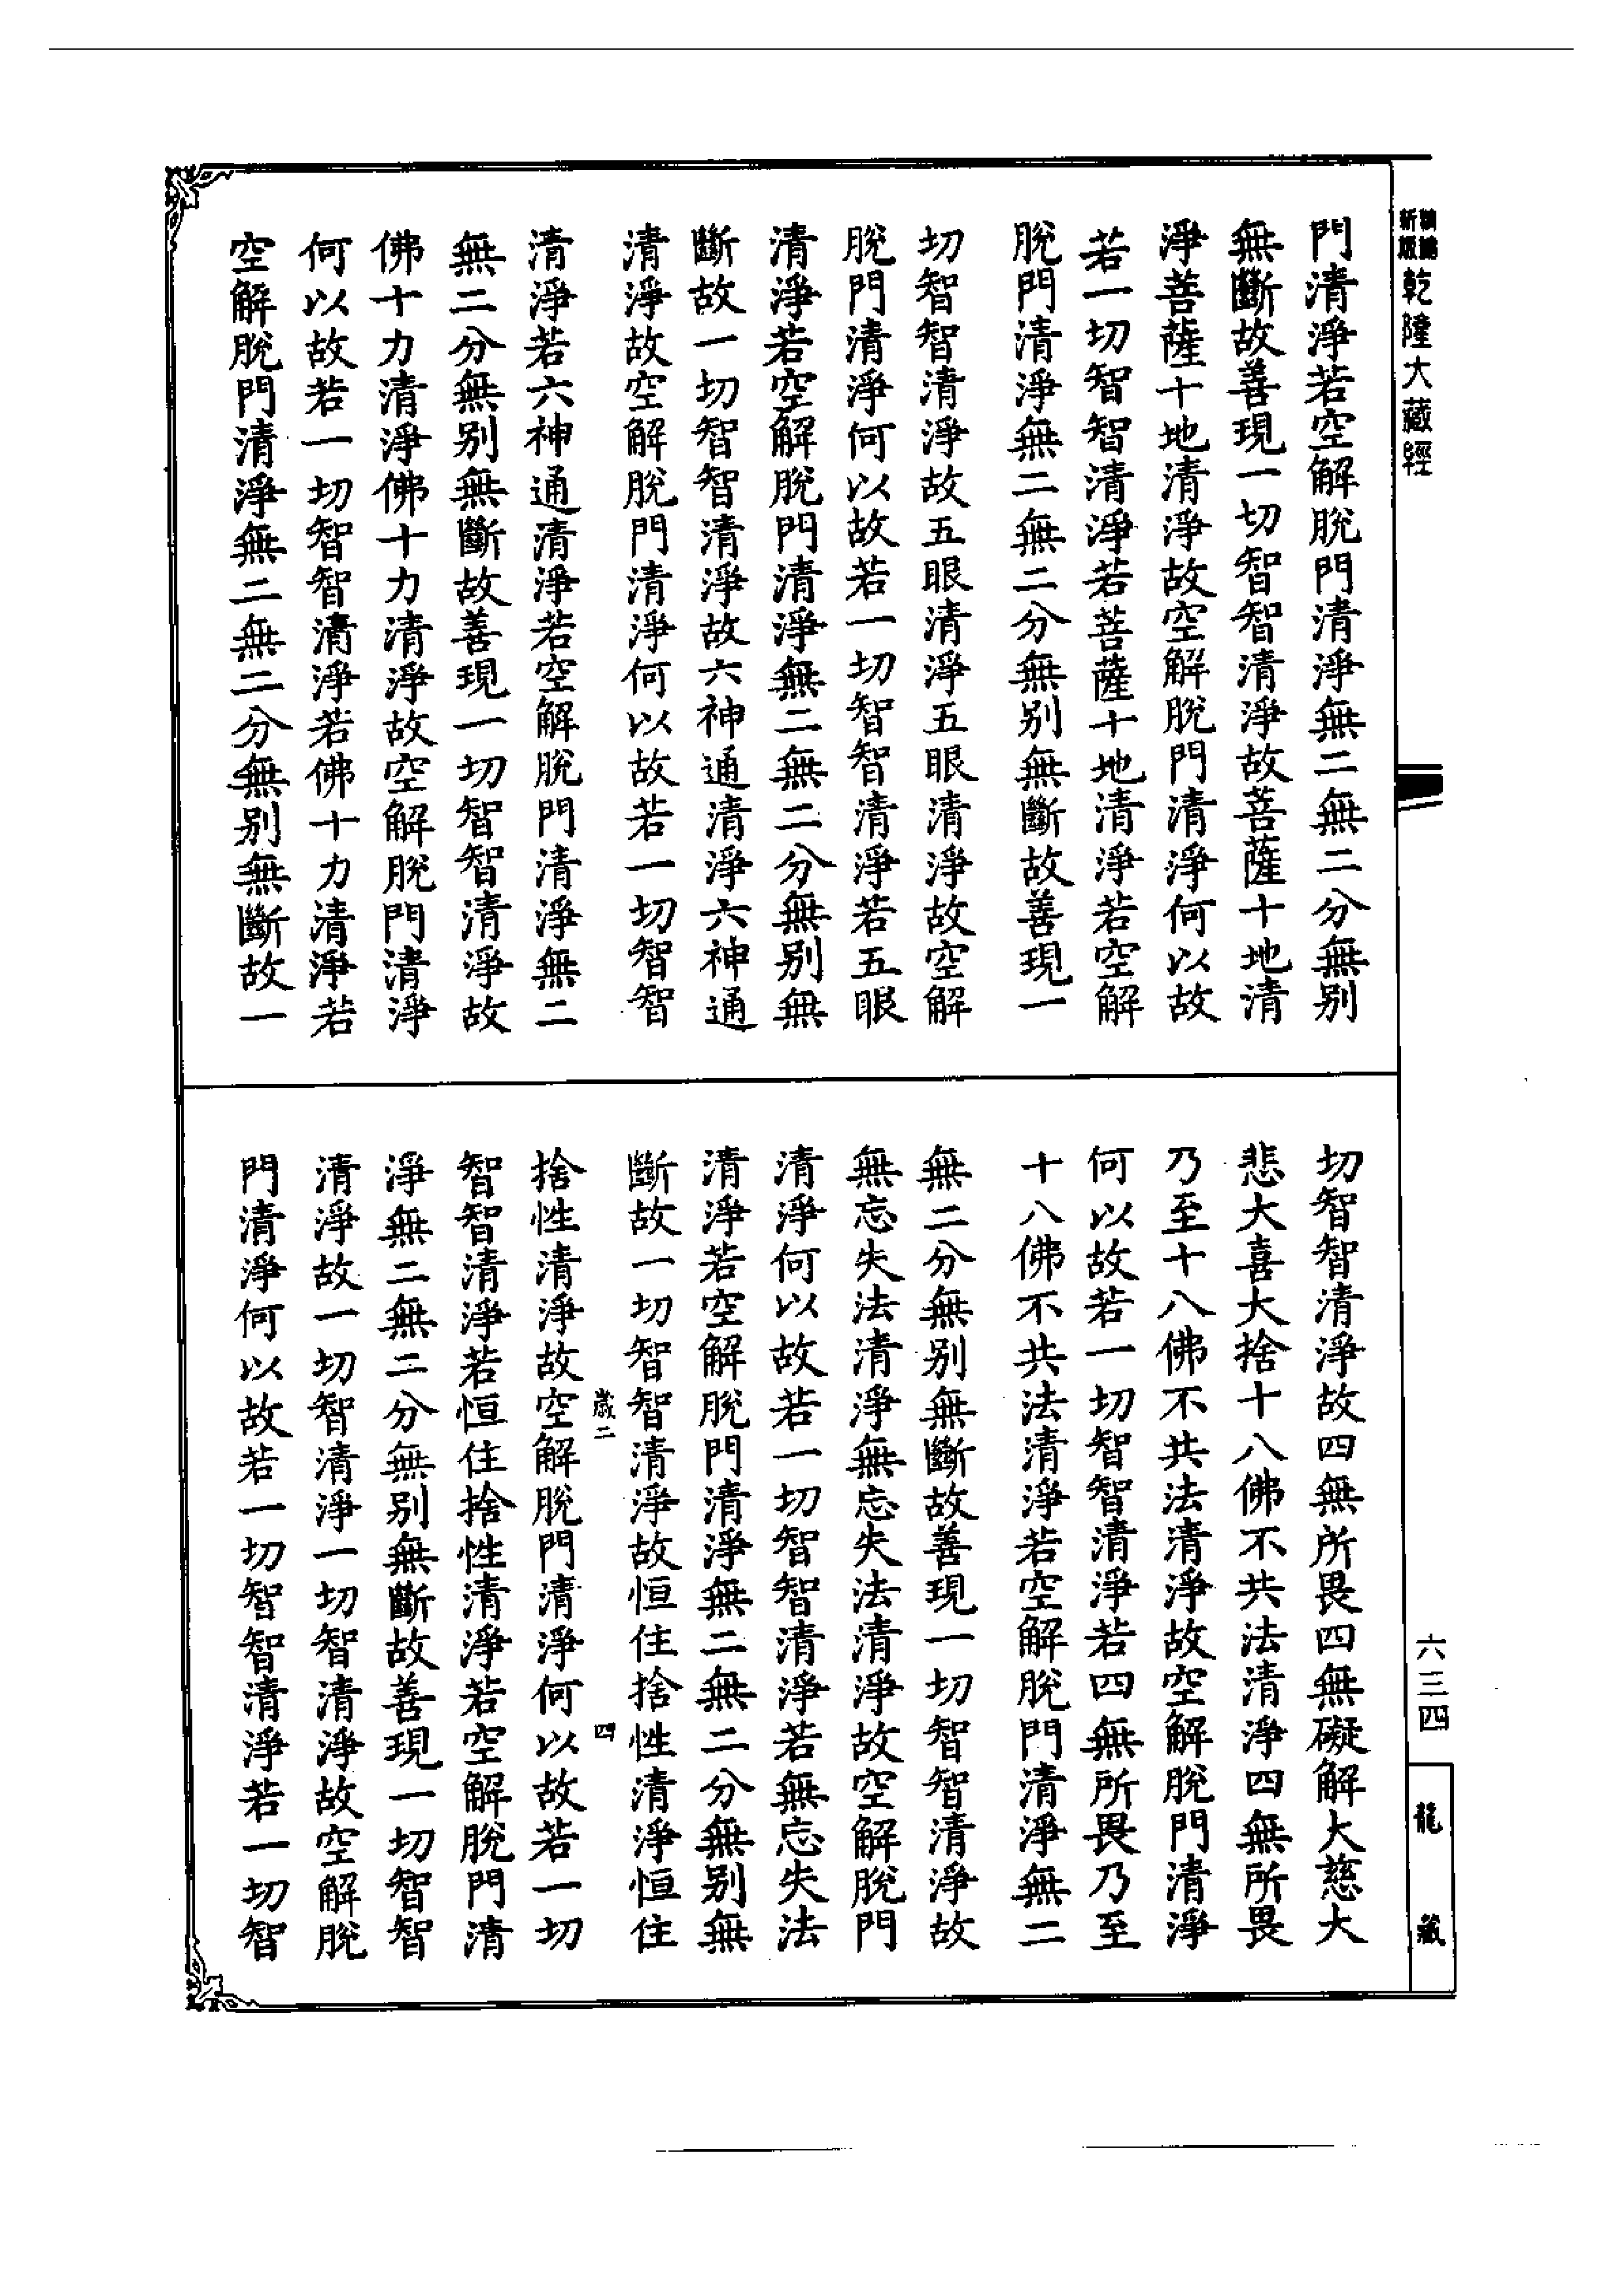 新編
新版
乾隆大藏經
門清淨若空解脫門清淨無二無二分無別
無斷故善現一切智智清淨故菩薩十地清
淨菩薩十地清淨故空解脫門清淨何以故
若一切智智清淨若菩薩十地清淨若空解
脫門清淨無二無二分無別無斷故善現一
切智智清淨故五眼清淨五眼清淨故空解
脫門清淨何以故若一切智智清淨若五眼
清淨若空解脫門清淨無二無二分無別無
斷故一切智智清淨故六神通清淨六神通
清淨故空解脫門清淨何以故若一切智智
清淨若六神通清淨若空解脫門清淨無二
無二分無別無斷故善現一切智智清淨故
佛十力清淨佛十力清淨故空解脫門清淨
何以故若一切智智清淨若佛十力清淨若
空解脫門清淨無二無二分無別無斷故一
切智智清淨故四無所畏四無礙解大慈大
悲大喜大捨十八佛不共法清淨四無所畏
乃至十八佛不共法清淨故空解脫門清淨
何以故若一切智智清淨若四無所畏乃至
十八佛不共法清淨若空解脫門清淨無二
無二分無別無斷故善現一切智智清淨故
無忘失法清淨無忘失法清淨故空解脫門
清淨何以故若一切智智清淨若無忘失法
清淨若空解脫門清淨無二無二分無別無
斷故一切智智清淨故恒住捨性清淨恒住
歲二 四
捨性清淨故空解脫門清淨何以故若一切
智智清淨若恒住捨性清淨若空解脫門清
淨無二無二分無別無斷故善現一切智智
清淨故一切智清淨一切智清淨故空解脫
門清淨何以故若一切智智清淨若一切智
六三四
龍藏